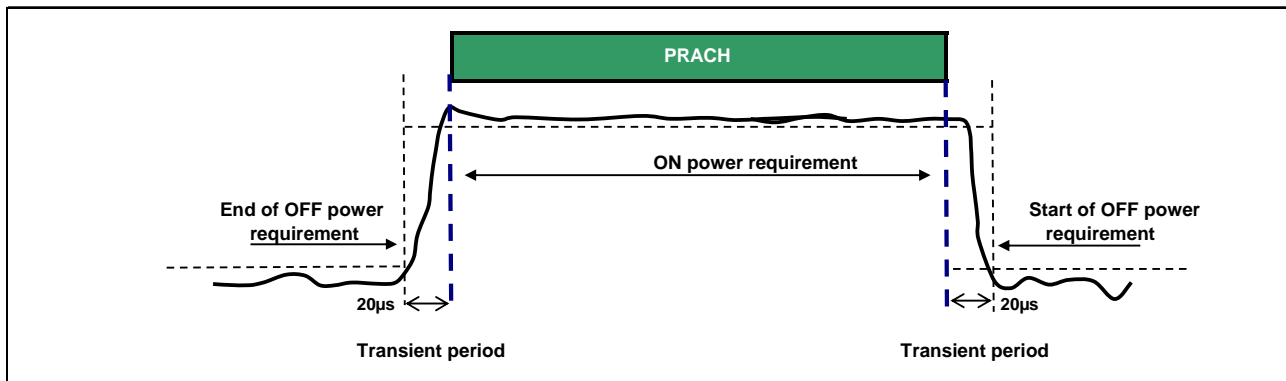 PRACH
ON power requirement
End of OFF power
requirement
Start of OFF power
requirement
20µs
20µs
Transient period
Transient period